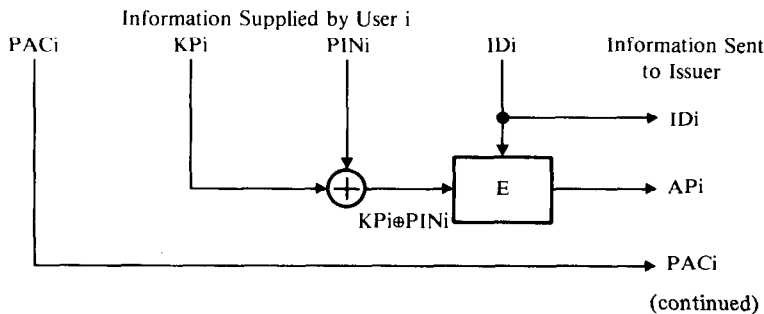 Information Supplied by User i
PACi KPi PINi IDi Information Sent
to Issuer
IDi
E
APi
KPi⊕PINi
PACi
(continued)